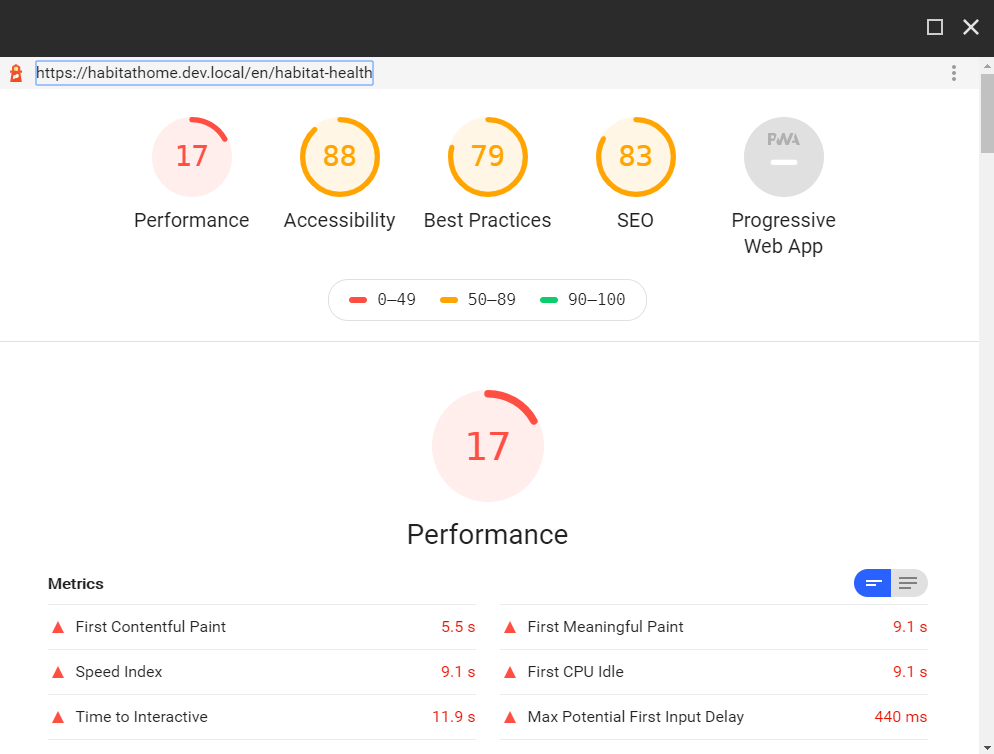 https://habitathome.dev.local/en/habitat-health
17 88 79 83 PWA
Performance Accessibility Best Practices SEO Progressive
Web App
0–49 50–89 90–100
17
Performance
Metrics
First Contentful Paint 5.5 s First Meaningful Paint 9.1 s
Speed Index 9.1 s First CPU Idle 9.1 s
Time to Interactive 11.9 s Max Potential First Input Delay 440 ms